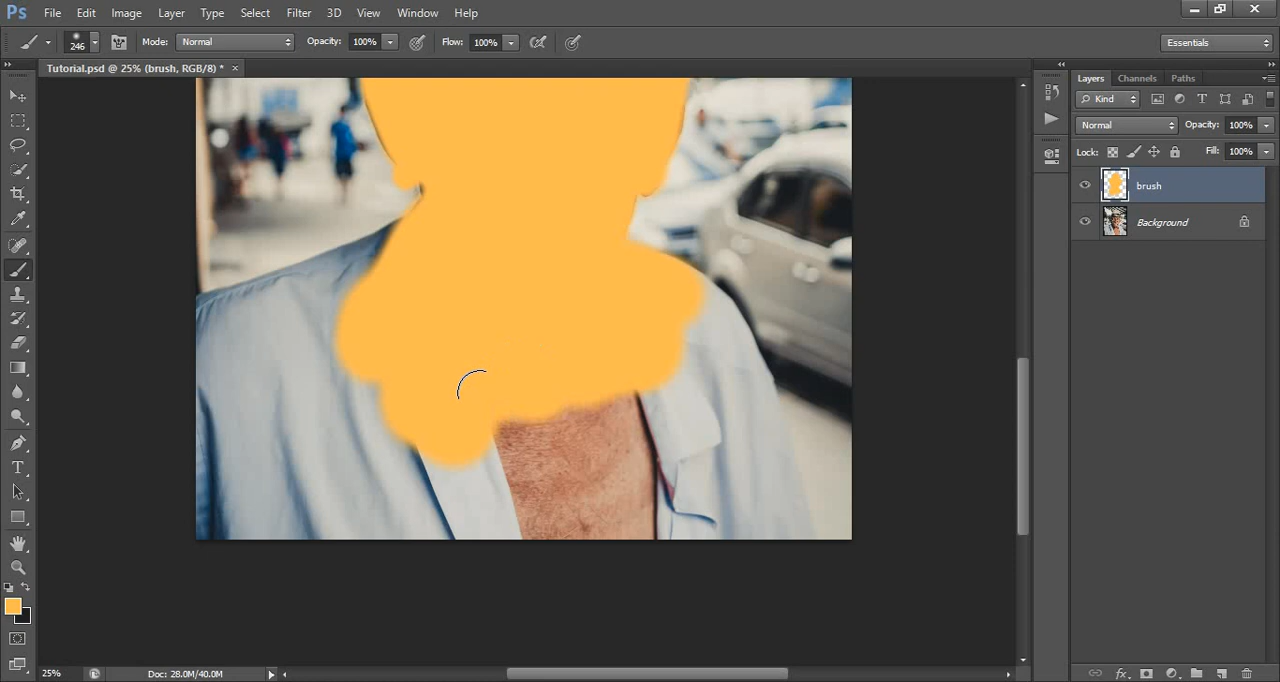 Ps File Edit Image Layer Type Select Filter 3D View Window Help
246 Mode: Normal Opacity: 100% Flow: 100% Essentials
Tutorial.psd @ 25% (brush, RGB/8) * ×
Layers Channels Paths
Kind
Normal Opacity: 100%
Lock: Fill: 100%
brush
Background
25% Doc: 28.0M/40.0M